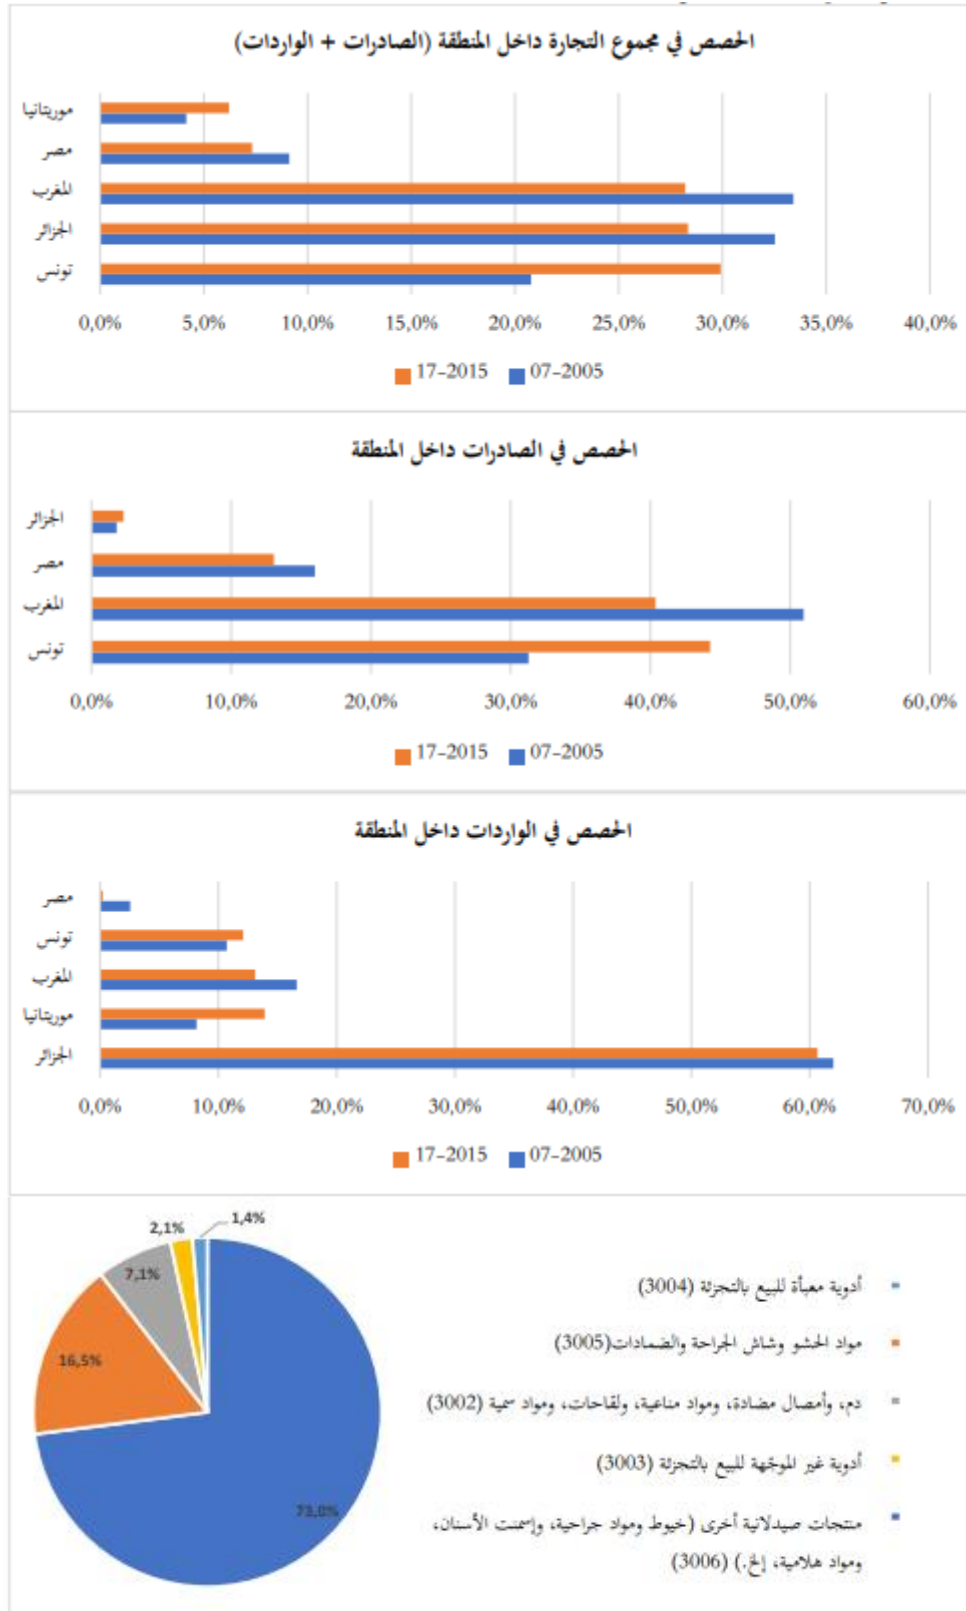 الحصص في مجموع التجارة داخل المنطقة (الصادرات + الواردات)
موريتانيا
مصر
المغرب
الجزائر
تونس
0,0% 5,0% 10,0% 15,0% 20,0% 25,0% 30,0% 35,0% 40,0%
17-2015 07-2005
الحصص في الصادرات داخل المنطقة
الجزائر
مصر
المغرب
تونس
0,0% 10,0% 20,0% 30,0% 40,0% 50,0% 60,0%
17-2015 07-2005
الحصص في الواردات داخل المنطقة
مصر
تونس
المغرب
موريتانيا
الجزائر
0,0% 10,0% 20,0% 30,0% 40,0% 50,0% 60,0% 70,0%
17-2015 07-2005
1,4%
2,1%
7,1%
16,5%
73,0%
أدوية معبأة للبيع بالتجزئة (3004)
مواد الحشو وشاش الجراحة والضمادات(3005)
دم، وأمصال مضادة، ومواد مناعية، ولقاحات، ومواد سمية (3002)
أدوية غير الموجّهة للبيع بالتجزئة (3003)
منتجات صيدلانية أخرى (خيوط ومواد جراحية، وإسمنت الأسنان،
ومواد هلامية، إلخ.) (3006)